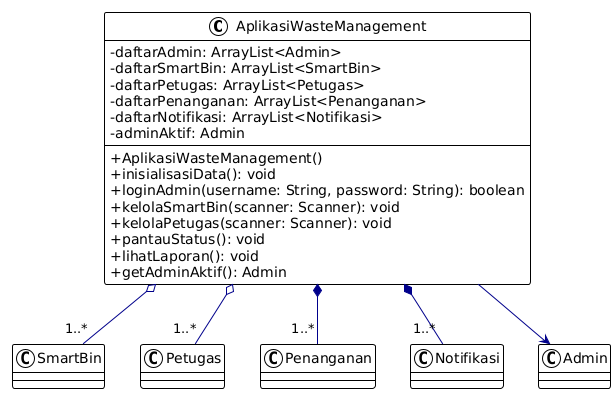 C AplikasiWasteManagement
-daftarAdmin: ArrayList<Admin>
-daftarSmartBin: ArrayList<SmartBin>
-daftarPetugas: ArrayList<Petugas>
-daftarPenanganan: ArrayList<Penanganan>
-daftarNotifikasi: ArrayList<Notifikasi>
-adminAktif: Admin
+AplikasiWasteManagement()
+inisialisasiData(): void
+loginAdmin(username: String, password: String): boolean
+kelolaSmartBin(scanner: Scanner): void
+kelolaPetugas(scanner: Scanner): void
+pantauStatus(): void
+lihatLaporan(): void
+getAdminAktif(): Admin
1..* 1..* 1..* 1..*
C SmartBin C Petugas C Penanganan C Notifikasi C Admin